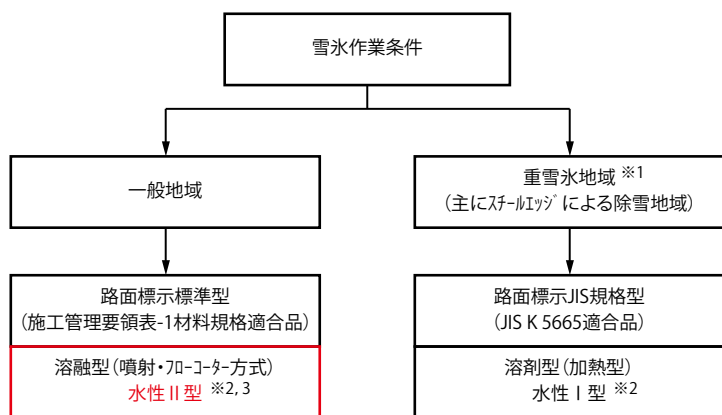 雪氷作業条件
一般地域
重雪氷地域 ※1
(主にスチールエッジによる除雪地域)
路面標示標準型
(施工管理要領表-1材料規格適合品)
路面標示JIS規格型
(JIS K 5665適合品)
溶融型(噴射・フローコーター方式)
水性Ⅱ型 ※2, 3
溶剤型(加熱型)
水性Ⅰ型 ※2